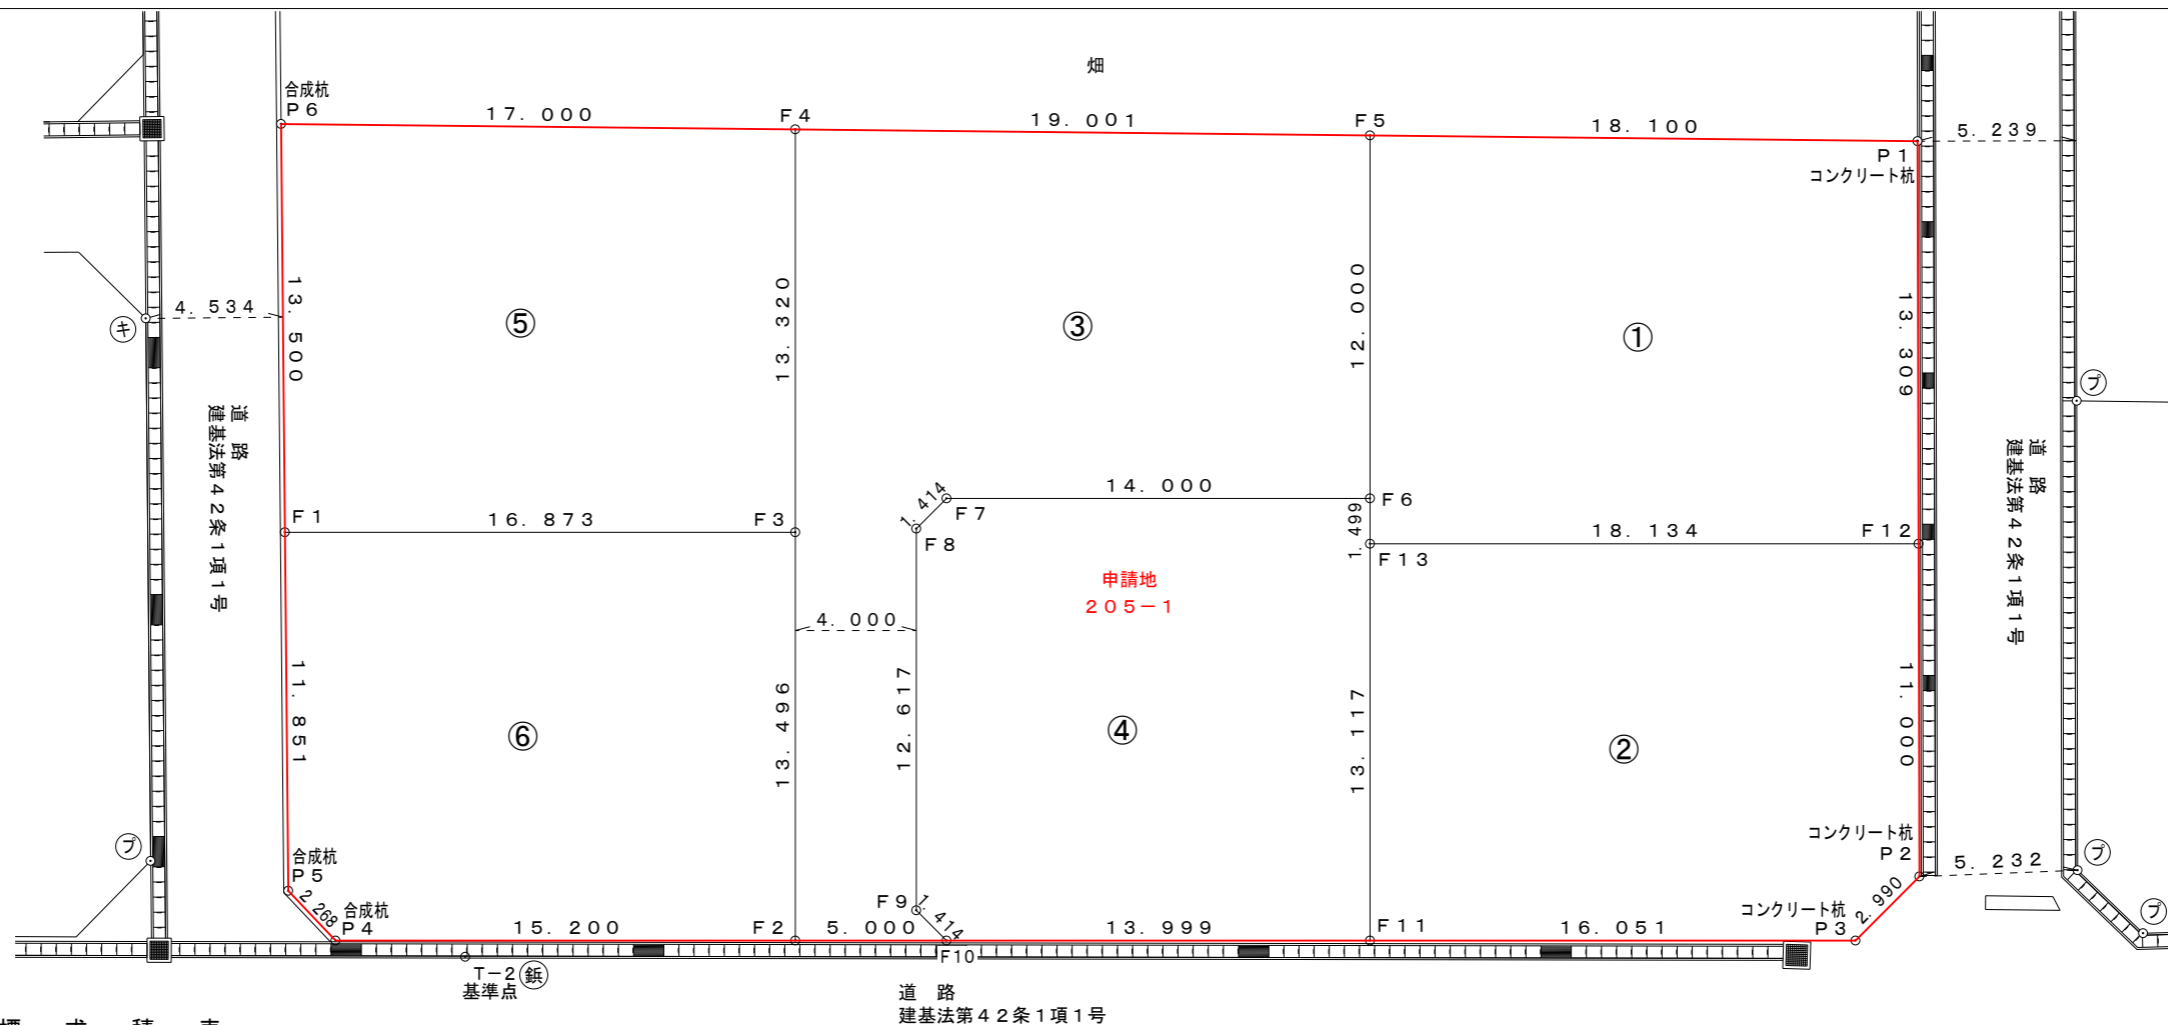 畑
合成杭
P6
17.000
F4
19.001
F5
18.100
5.239
P1
コンクリート杭
13.500
13.320
12.000
13.309
4.534
キ
⑤
③
①
プ
道 路
建基法第42条1項1号
道 路
建基法第42条1項1号
1.414
14.000
F6
F7
F1
16.873
F3
F8
1.499
18.134
F12
F13
申請地
205-1
4.000
11.851
13.496
12.617
13.117
11.000
⑥
④
②
コンクリート杭
P2
5.232
プ
プ
合成杭
P5
2.268
合成杭
P4
15.200
F2
5.000
F9
1.414
13.999
F11
16.051
コンクリート杭
P3
2.990
プ
F10
T-2 鋲
基準点
道 路
建基法第42条1項1号